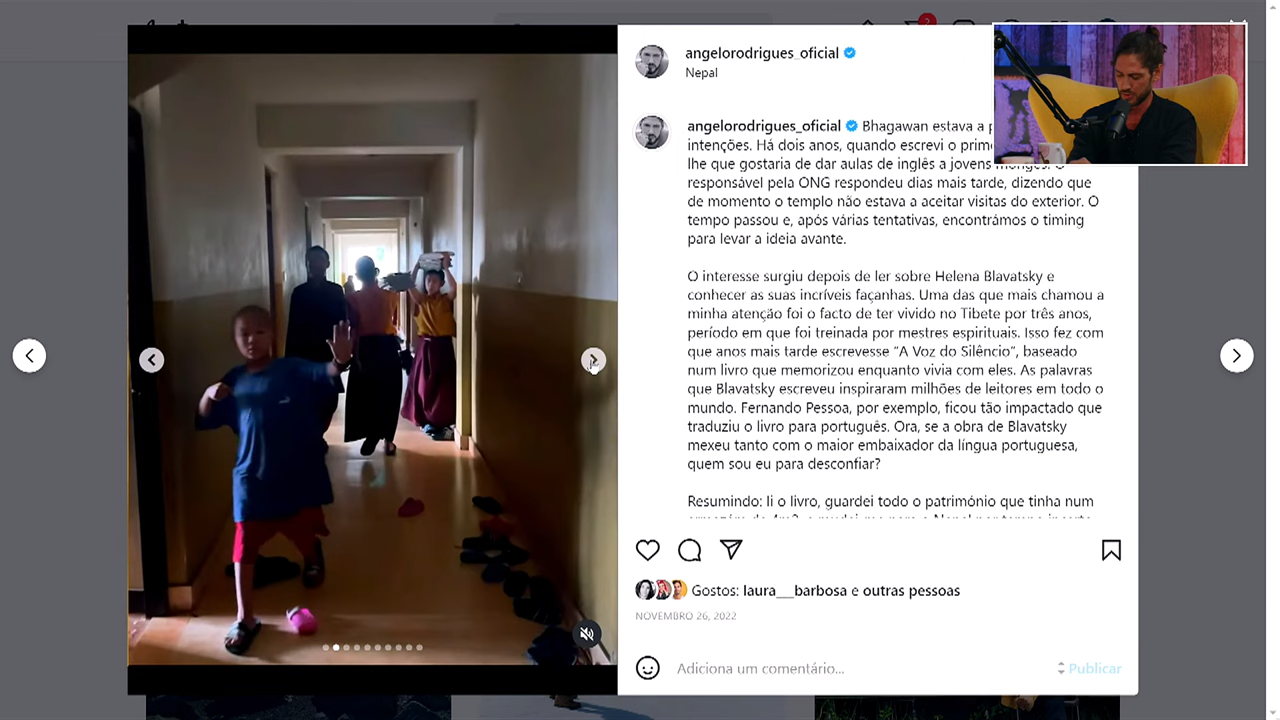 2
angelorodrigues_oficial
Nepal
angelorodrigues_oficial Bhagawan estava a
intenções. Há dois anos, quando escrevi o
lhe que gostaria de dar aulas de inglês a jovens
responsável pela ONG respondeu dias mais tarde, dizendo que
de momento o templo não estava a aceitar visitas do exterior. O
tempo passou e, após várias tentativas, encontrámos o timing
para levar a ideia avante.
O interesse surgiu depois de ler sobre Helena Blavatsky e
conhecer as suas incríveis façanhas. Uma das que mais chamou a
minha atenção foi o facto de ter vivido no Tibete por três anos,
período em que foi treinada por mestres espirituais. Isso fez com
que anos mais tarde escrevesse “A Voz do Silêncio”, baseado
num livro que memorizou enquanto vivia com eles. As palavras
que Blavatsky escreveu inspiraram milhões de leitores em todo o
mundo. Fernando Pessoa, por exemplo, ficou tão impactado que
traduziu o livro para português. Ora, se a obra de Blavatsky
mexeu tanto com o maior embaixador da língua portuguesa,
quem sou eu para desconfiar?
Resumindo: li o livro, guardei todo o património que tinha num
Gostos: laura___barbosa e outras pessoas
NOVEMBRO 26, 2022
Adiciona um comentário...
Publicar